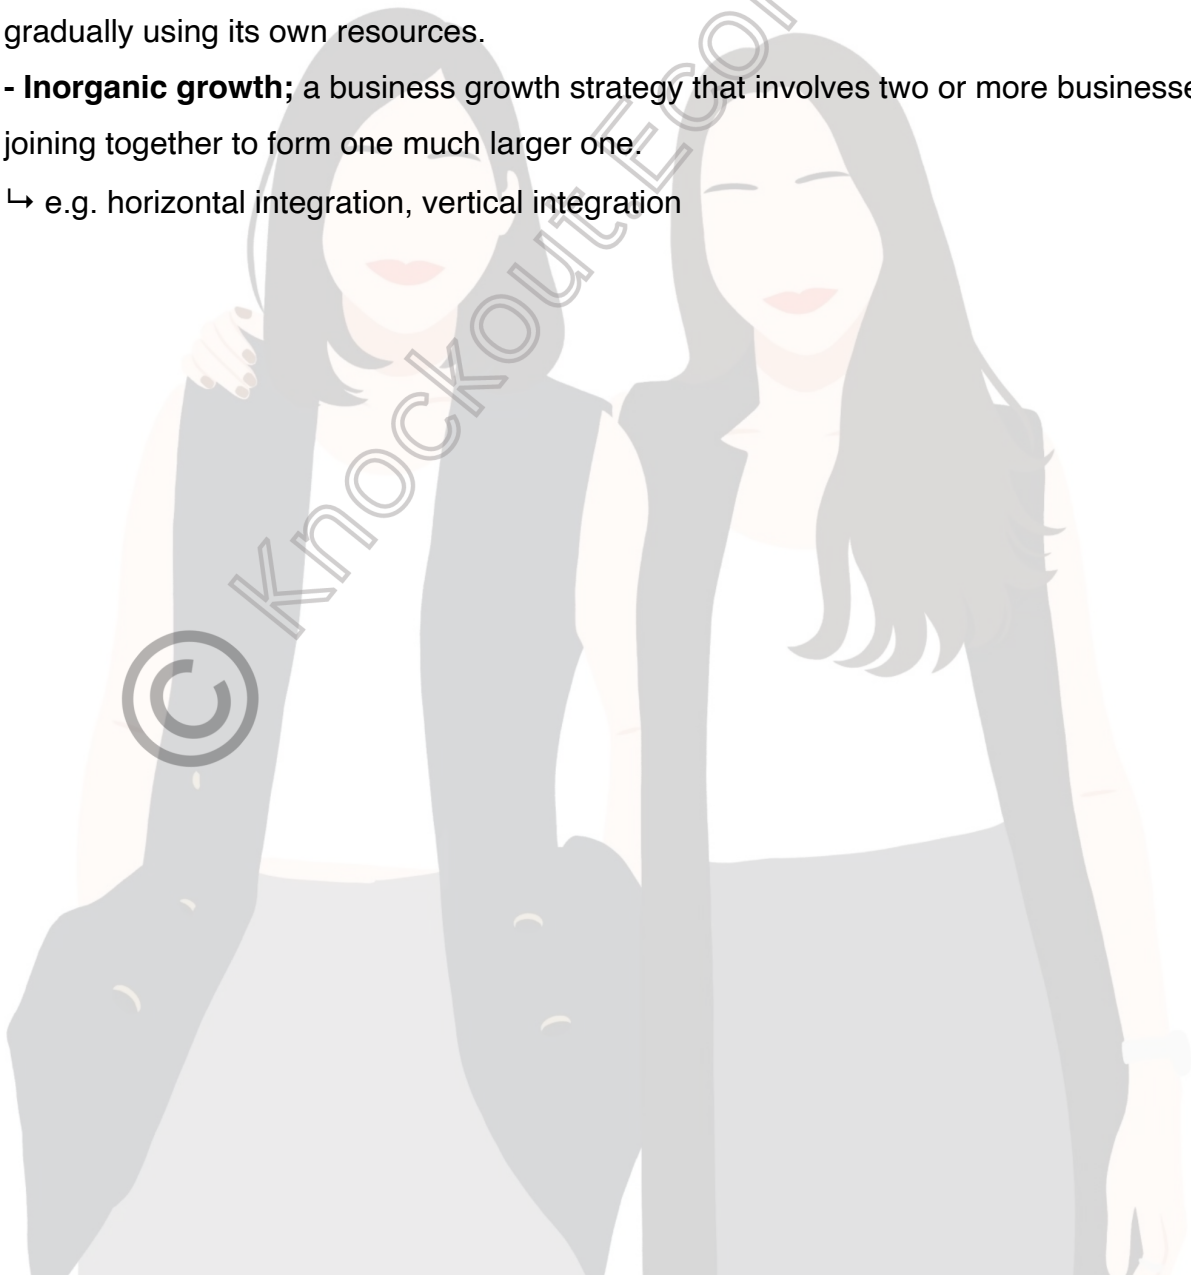 gradually using its own resources.
- Inorganic growth; a business growth strategy that involves two or more businesse
joining together to form one much larger one.
↪ e.g. horizontal integration, vertical integration
© Knockout.Econ